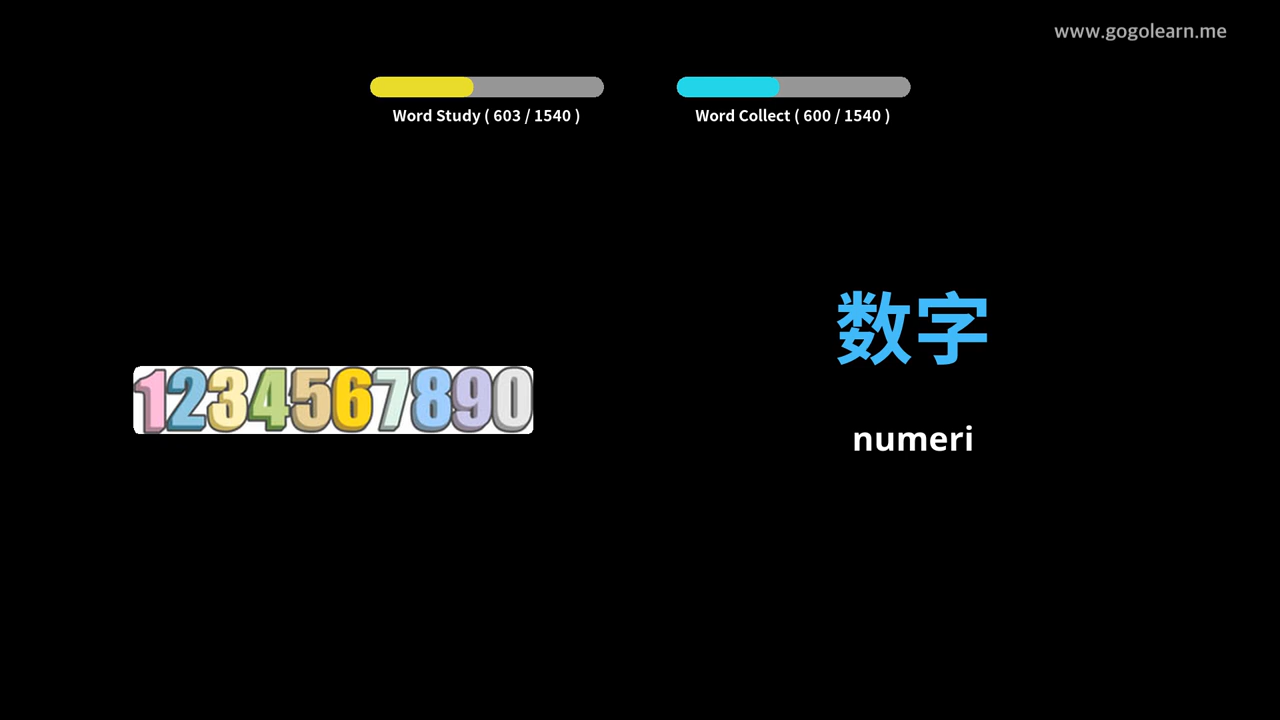 www.gogolearn.me
Word Study ( 603 / 1540 )
Word Collect ( 600 / 1540 )
数字
1234567890
numeri